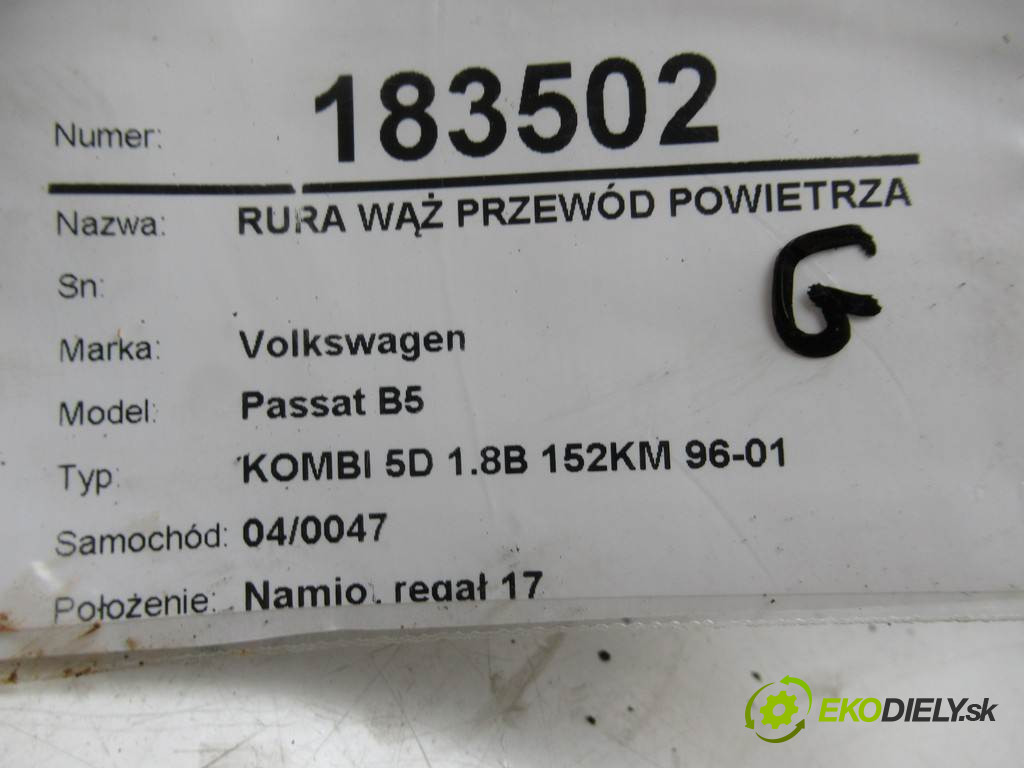 Numer: 183502
Nazwa: RURA WĄŻ PRZEWÓD POWIETRZA
G
Sn:
Marka: Volkswagen
Model: Passat B5
Typ: KOMBI 5D 1.8B 152KM 96-01
Samochód: 04/0047
Położenie: Namio. regał 17
EKODIELY.sk